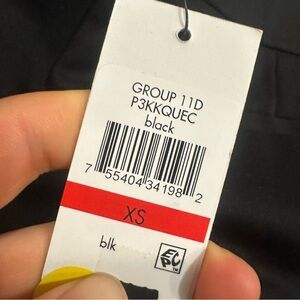 GROUP 11D
P3KKQUEC
black
7 55404 34198 2
XS
blk